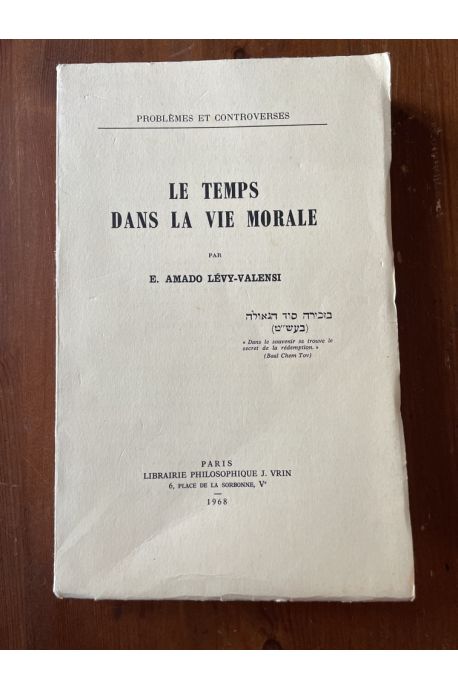 PROBLÈMES ET CONTROVERSES
LE TEMPS
DANS LA VIE MORALE
PAR
E. AMADO LÉVY-VALENSI
בזכירה סוד הגאולה
(בעש״ט)
« Dans le souvenir se trouve le
secret de la rédemption. »
(Baal Chem Tov)
PARIS
LIBRAIRIE PHILOSOPHIQUE J. VRIN
6, PLACE DE LA SORBONNE, Vᵉ
—
1968